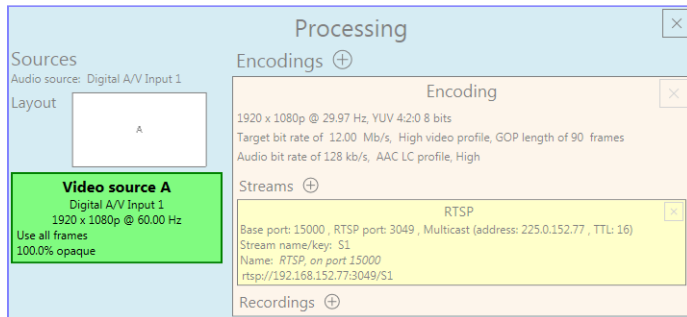 Processing
Sources
Audio source: Digital A/V Input 1
Layout
A
Video source A
Digital A/V Input 1
1920 x 1080p @ 60.00 Hz
Use all frames
100.0% opaque
Encodings
Encoding
1920 x 1080p @ 29.97 Hz, YUV 4:2:0 8 bits
Target bit rate of 12.00 Mb/s, High video profile, GOP length of 90 frames
Audio bit rate of 128 kb/s, AAC LC profile, High
Streams
RTSP
Base port: 15000 , RTSP port: 3049 , Multicast (address: 225.0.152.77 , TTL: 16)
Stream name/key: S1
Name: RTSP, on port 15000
rtsp://192.168.152.77:3049/S1
Recordings